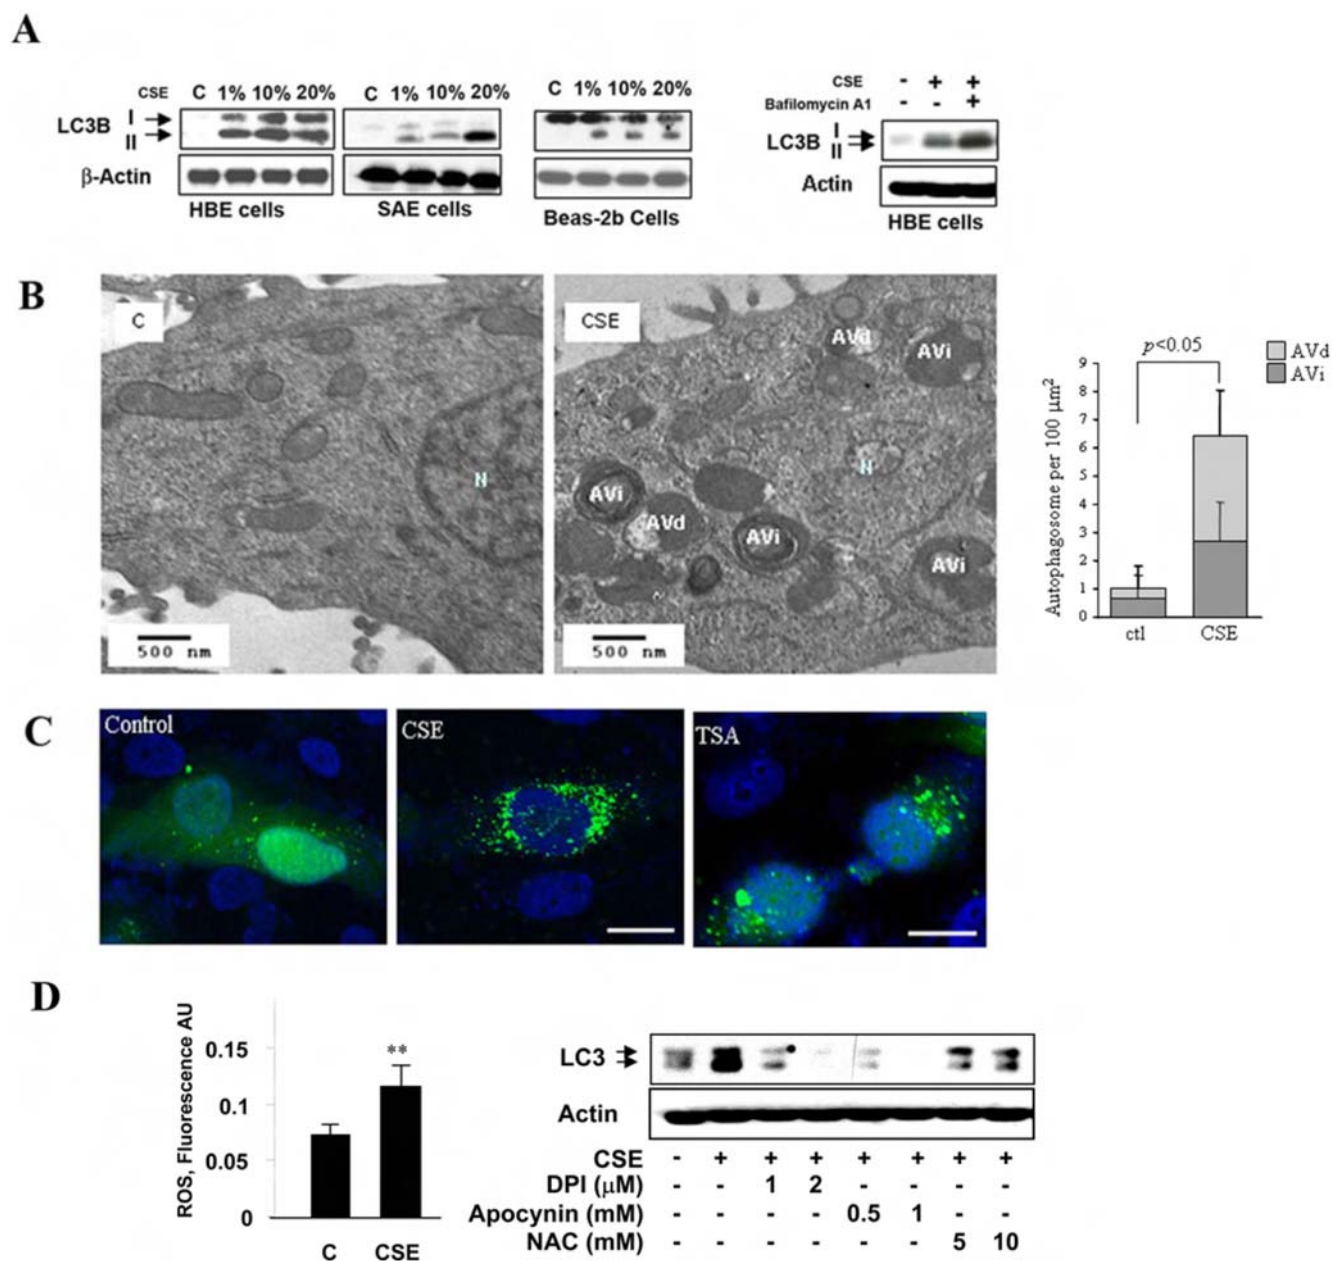 A
CSE C 1% 10% 20% C 1% 10% 20% C 1% 10% 20%
LC3B I II
β-Actin
HBE cells SAE cells Beas-2b Cells
CSE - + +
Bafilomycin A1 - - +
LC3B I II
Actin
HBE cells
B
C
N
500 nm
CSE
AVd
AVi
N
AVi
AVd
AVi
AVi
500 nm
p<0.05
AVd
AVi
Autophagosome per 100 µm²
9
8
7
6
5
4
3
2
1
0
ctl CSE
C
Control CSE TSA
D
ROS, Fluorescence AU
0.15
0.1
0.05
0
**
C CSE
LC3
Actin
CSE - + + + + + + +
DPI (µM) - - 1 2 - - - -
Apocynin (mM) - - - - 0.5 1 - -
NAC (mM) - - - - - - 5 10